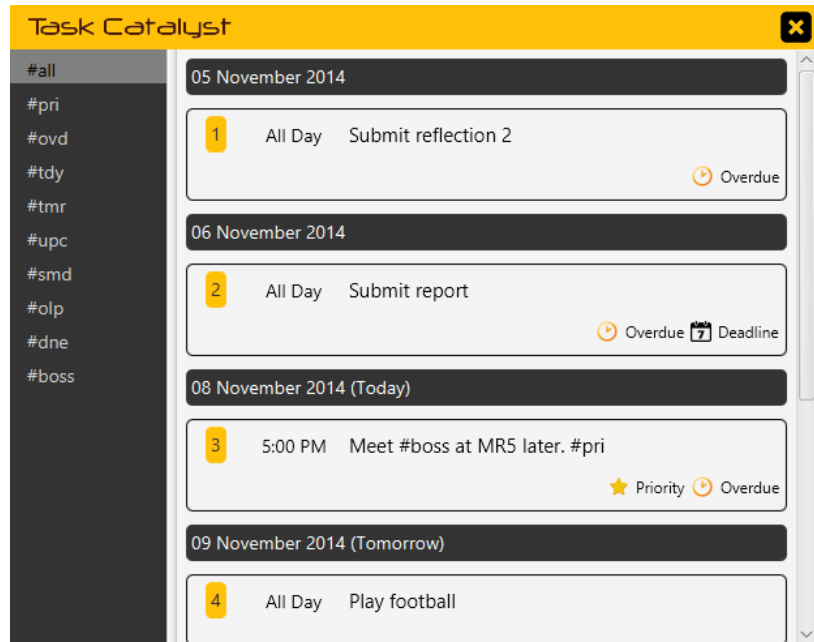 Task Catalyst
#all
#pri
#ovd
#tdy
#tmr
#upc
#smd
#olp
#dne
#boss
05 November 2014
1 All Day Submit reflection 2
Overdue
06 November 2014
2 All Day Submit report
Overdue 7 Deadline
08 November 2014 (Today)
3 5:00 PM Meet #boss at MR5 later. #pri
Priority Overdue
09 November 2014 (Tomorrow)
4 All Day Play football